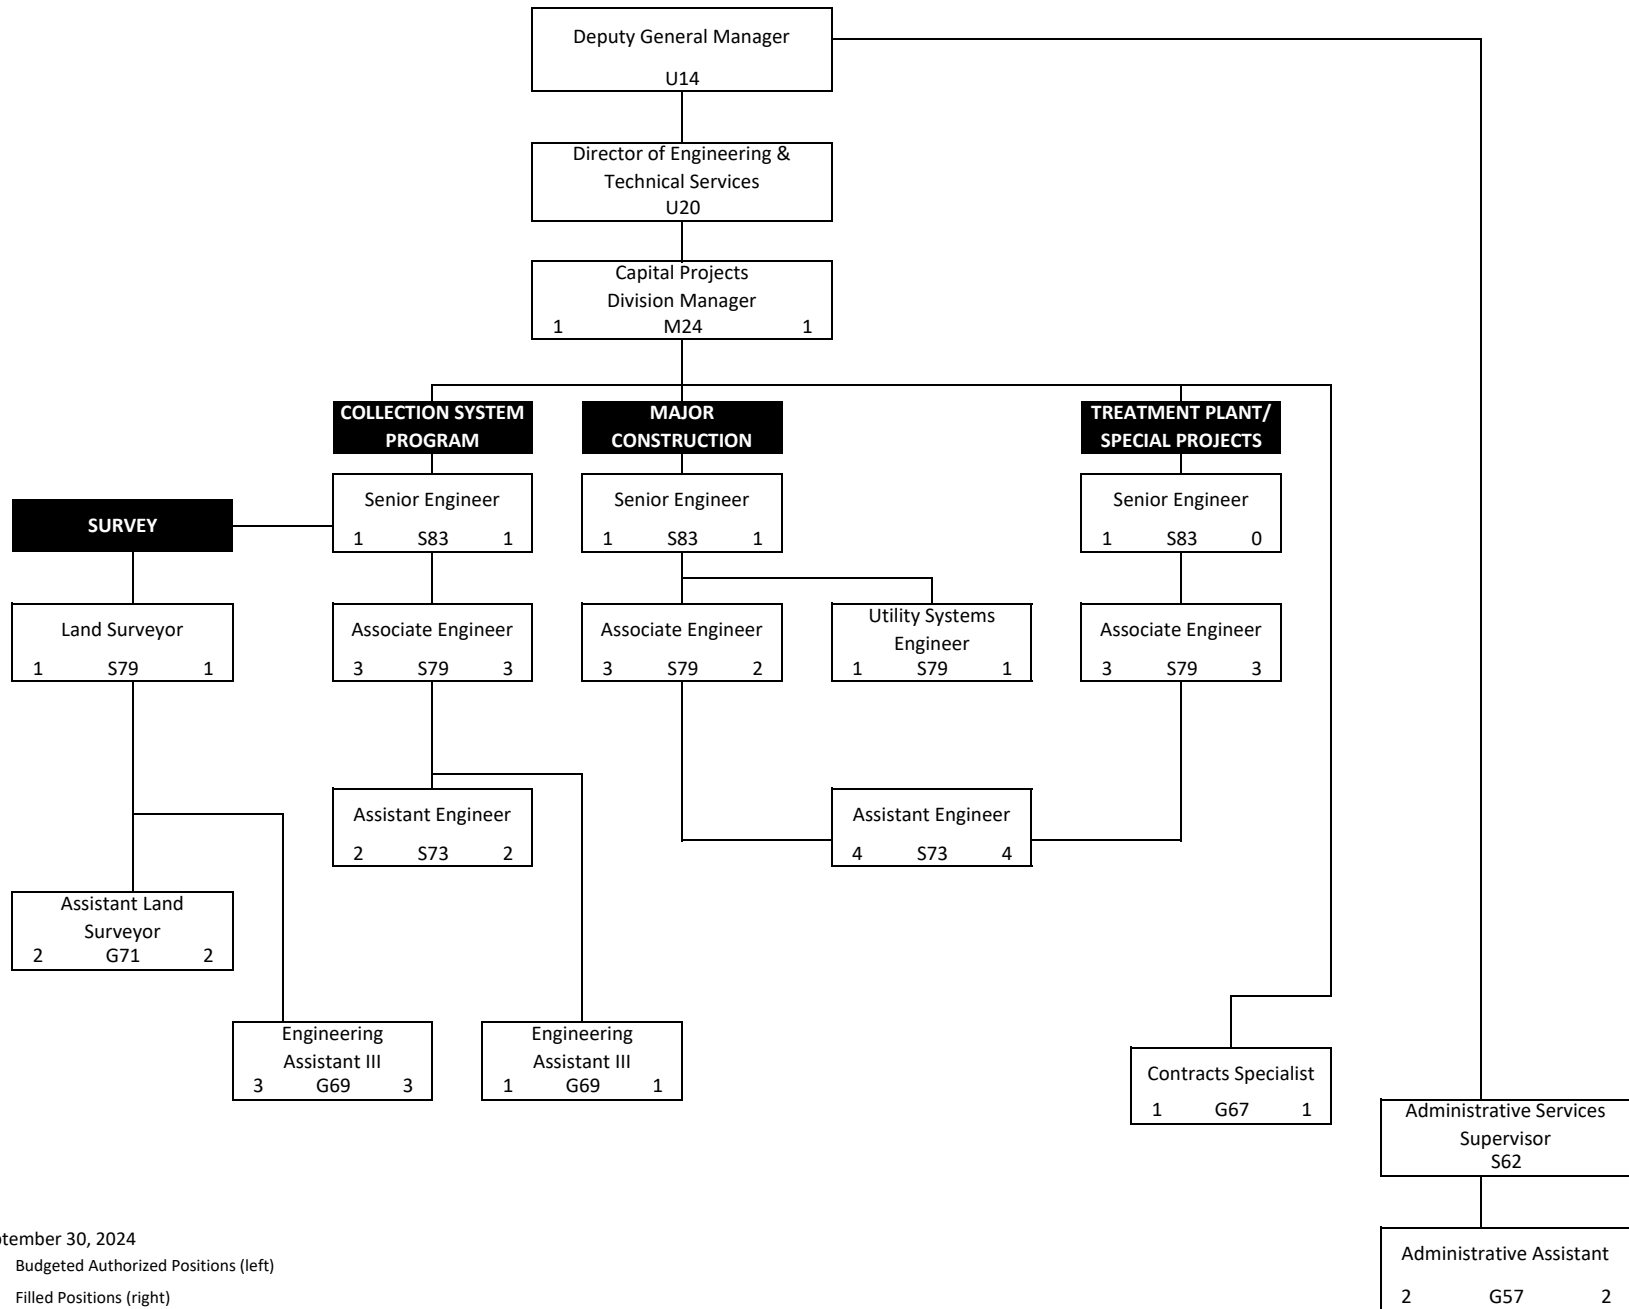 Deputy General Manager
U14
Director of Engineering &
Technical Services
U20
Capital Projects
Division Manager
1 M24 1
COLLECTION SYSTEM
PROGRAM
MAJOR
CONSTRUCTION
TREATMENT PLANT/
SPECIAL PROJECTS
SURVEY
Senior Engineer
1 S83 1
Senior Engineer
1 S83 1
Senior Engineer
1 S83 0
Land Surveyor
1 S79 1
Associate Engineer
3 S79 3
Associate Engineer
3 S79 2
Utility Systems
Engineer
1 S79 1
Associate Engineer
3 S79 3
Assistant Engineer
2 S73 2
Assistant Engineer
4 S73 4
Assistant Land
Surveyor
2 G71 2
Engineering
Assistant III
3 G69 3
Engineering
Assistant III
1 G69 1
Contracts Specialist
1 G67 1
Administrative Services
Supervisor
S62
Administrative Assistant
2 G57 2
tember 30, 2024
Budgeted Authorized Positions (left)
Filled Positions (right)